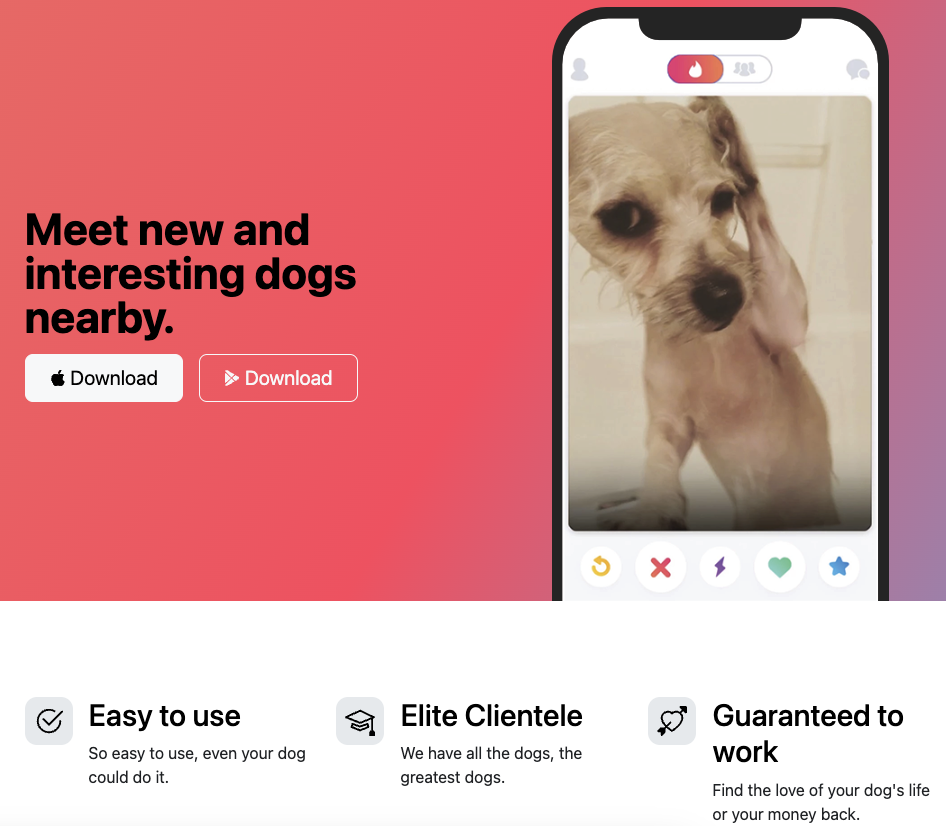 Meet new and
interesting dogs
nearby.
Download
Download
Easy to use
So easy to use, even your dog
could do it.
Elite Clientele
We have all the dogs, the
greatest dogs.
Guaranteed to
work
Find the love of your dog's life
or your money back.